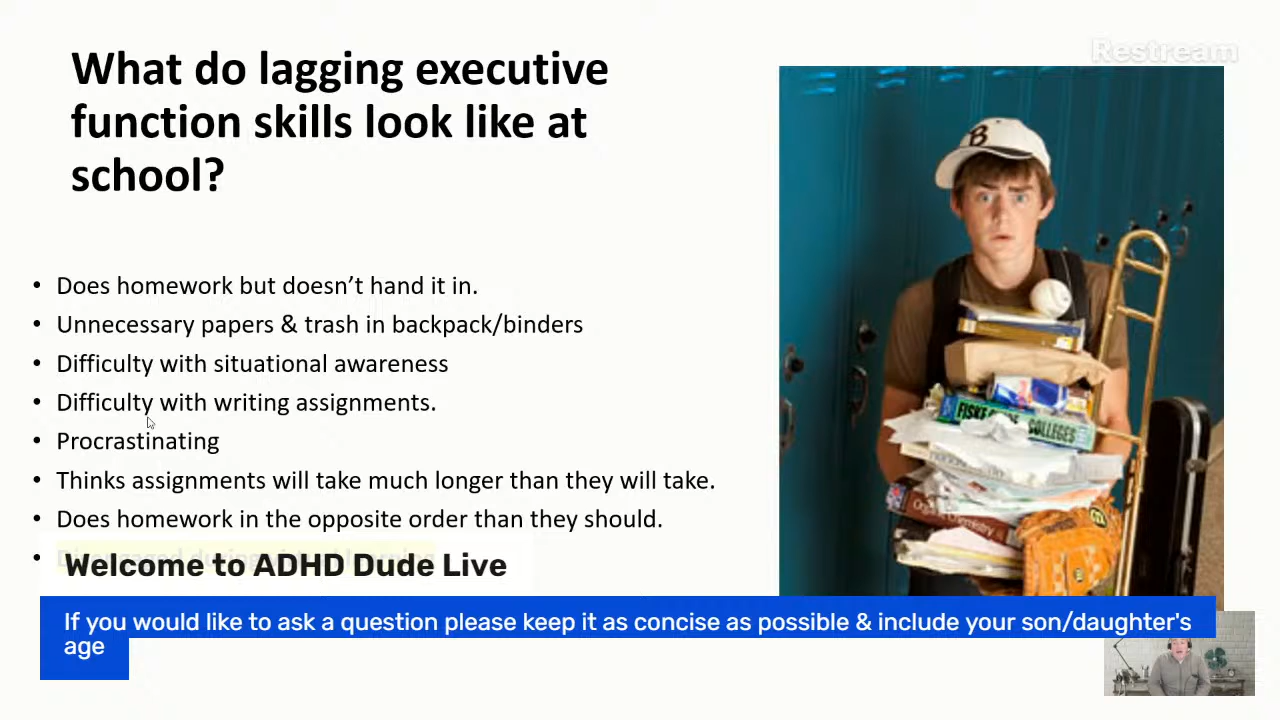 What do lagging executive
function skills look like at
school?
Restream
• Does homework but doesn’t hand it in.
• Unnecessary papers & trash in backpack/binders
• Difficulty with situational awareness
• Difficulty with writing assignments.
• Procrastinating
• Thinks assignments will take much longer than they will take.
• Does homework in the opposite order than they should.
B
FISKE
COLLEGES
Welcome to ADHD Dude Live
If you would like to ask a question please keep it as concise as possible & include your son/daughter's
age